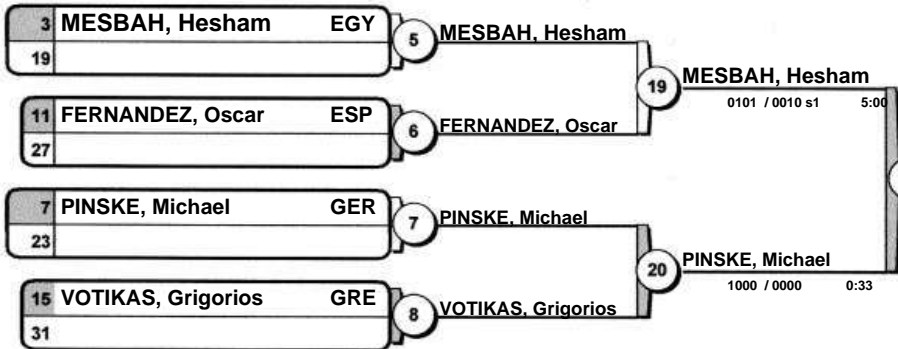 3 MESBAH, Hesham EGY
19
5
MESBAH, Hesham
11 FERNANDEZ, Oscar ESP
27
6
FERNANDEZ, Oscar
19
MESBAH, Hesham
0101 / 0010 s1 5:00
7 PINSKE, Michael GER
23
7
PINSKE, Michael
15 VOTIKAS, Grigorios GRE
31
8
VOTIKAS, Grigorios
20
PINSKE, Michael
1000 / 0000 0:33